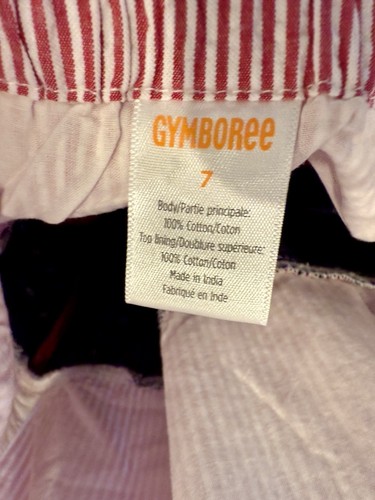 GYMBOREE
7
Body/Partie principale:
100% Cotton/Coton
Top lining/Doublure supérieure:
100% Cotton/Coton
Made in India
Fabriqué en Inde